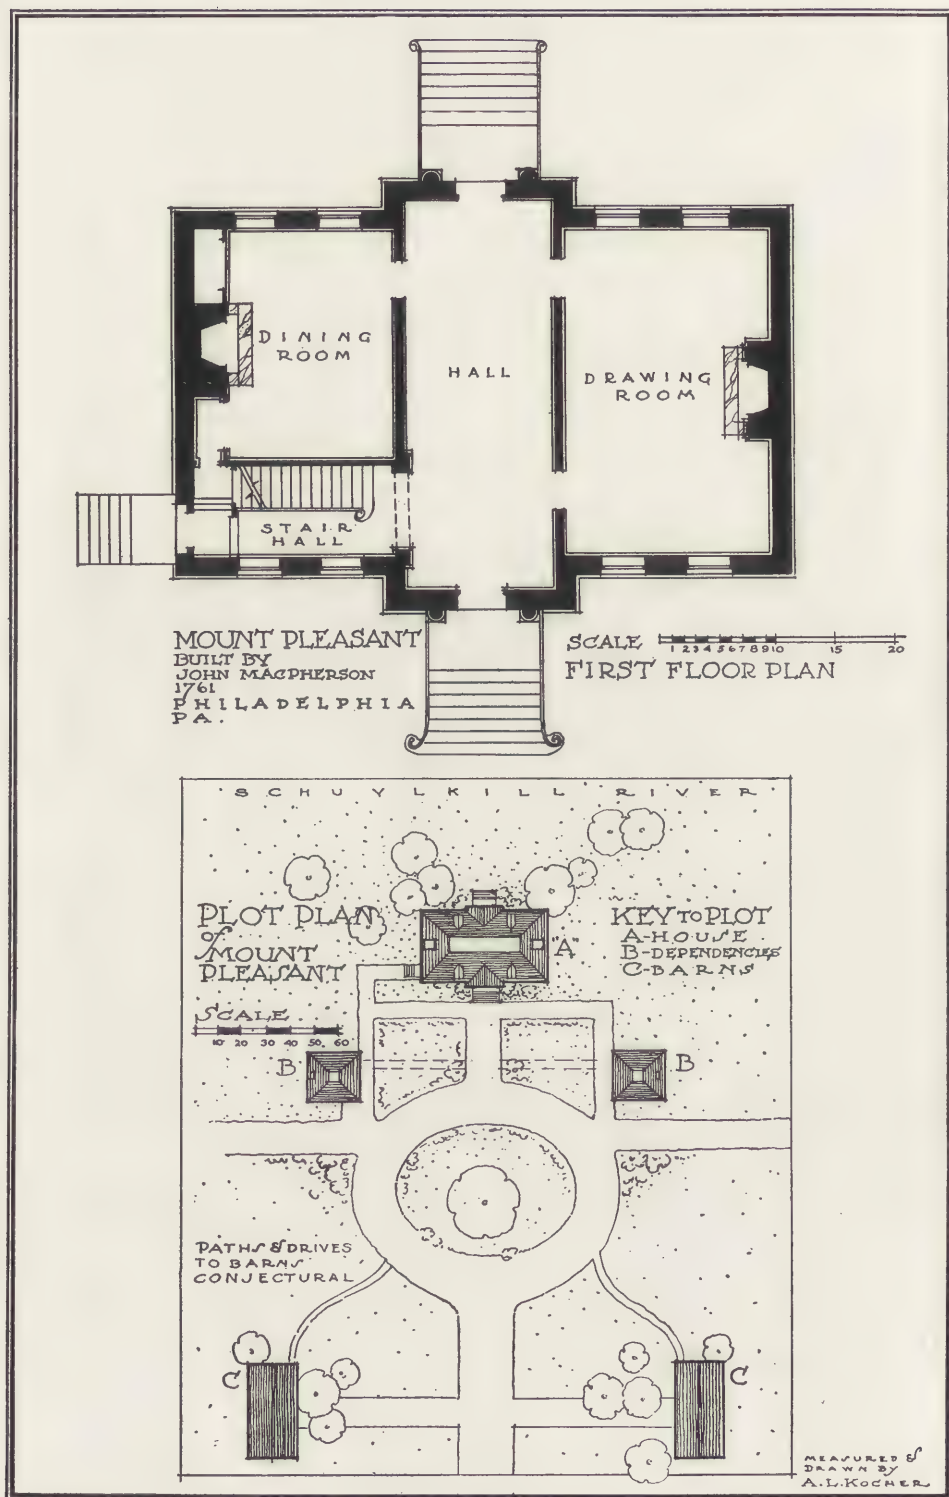 DINING
ROOM
HALL
DRAWING
ROOM
STAIR
HALL
MOUNT PLEASANT
BUILT BY
JOHN MACPHERSON
1761
PHILADELPHIA
PA.
SCALE
1 2 3 4 5 6 7 8 9 10 15 20
FIRST FLOOR PLAN
SCHUYLKILL RIVER
PLOT PLAN
of
MOUNT
PLEASANT
SCALE
10 20 30 40 50 60
"A"
KEY TO PLOT
A-HOUSE
B-DEPENDENCIES
C-BARNS
B
B
PATHS & DRIVES
TO BARNS
CONJECTURAL
C
C
MEASURED &
DRAWN BY
A.L.KOCHER